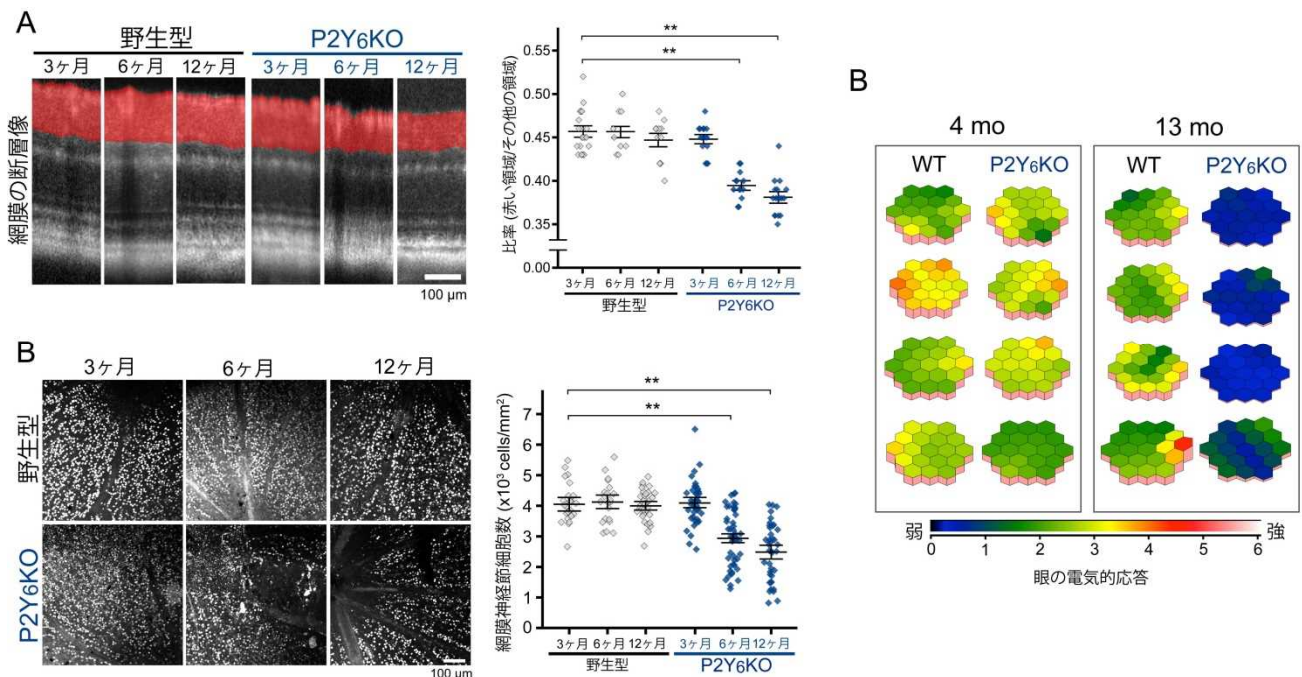 A
野生型
P2Y6KO
3ヶ月 6ヶ月 12ヶ月 3ヶ月 6ヶ月 12ヶ月
網膜の断層像
100 µm
比率 (赤い領域/その他の領域)
**
**
0.55
0.50
0.45
0.40
0.35
0.00
3ヶ月 6ヶ月 12ヶ月 3ヶ月 6ヶ月 12ヶ月
野生型 P2Y6KO
B
3ヶ月 6ヶ月 12ヶ月
野生型
P2Y6KO
100 µm
網膜神経節細胞数 (x10³ cells/mm²)
**
**
7
6
5
4
3
2
1
0
3ヶ月 6ヶ月 12ヶ月 3ヶ月 6ヶ月 12ヶ月
野生型 P2Y6KO
B
4 mo 13 mo
WT P2Y6KO WT P2Y6KO
弱 強
0 1 2 3 4 5 6
眼の電気的応答